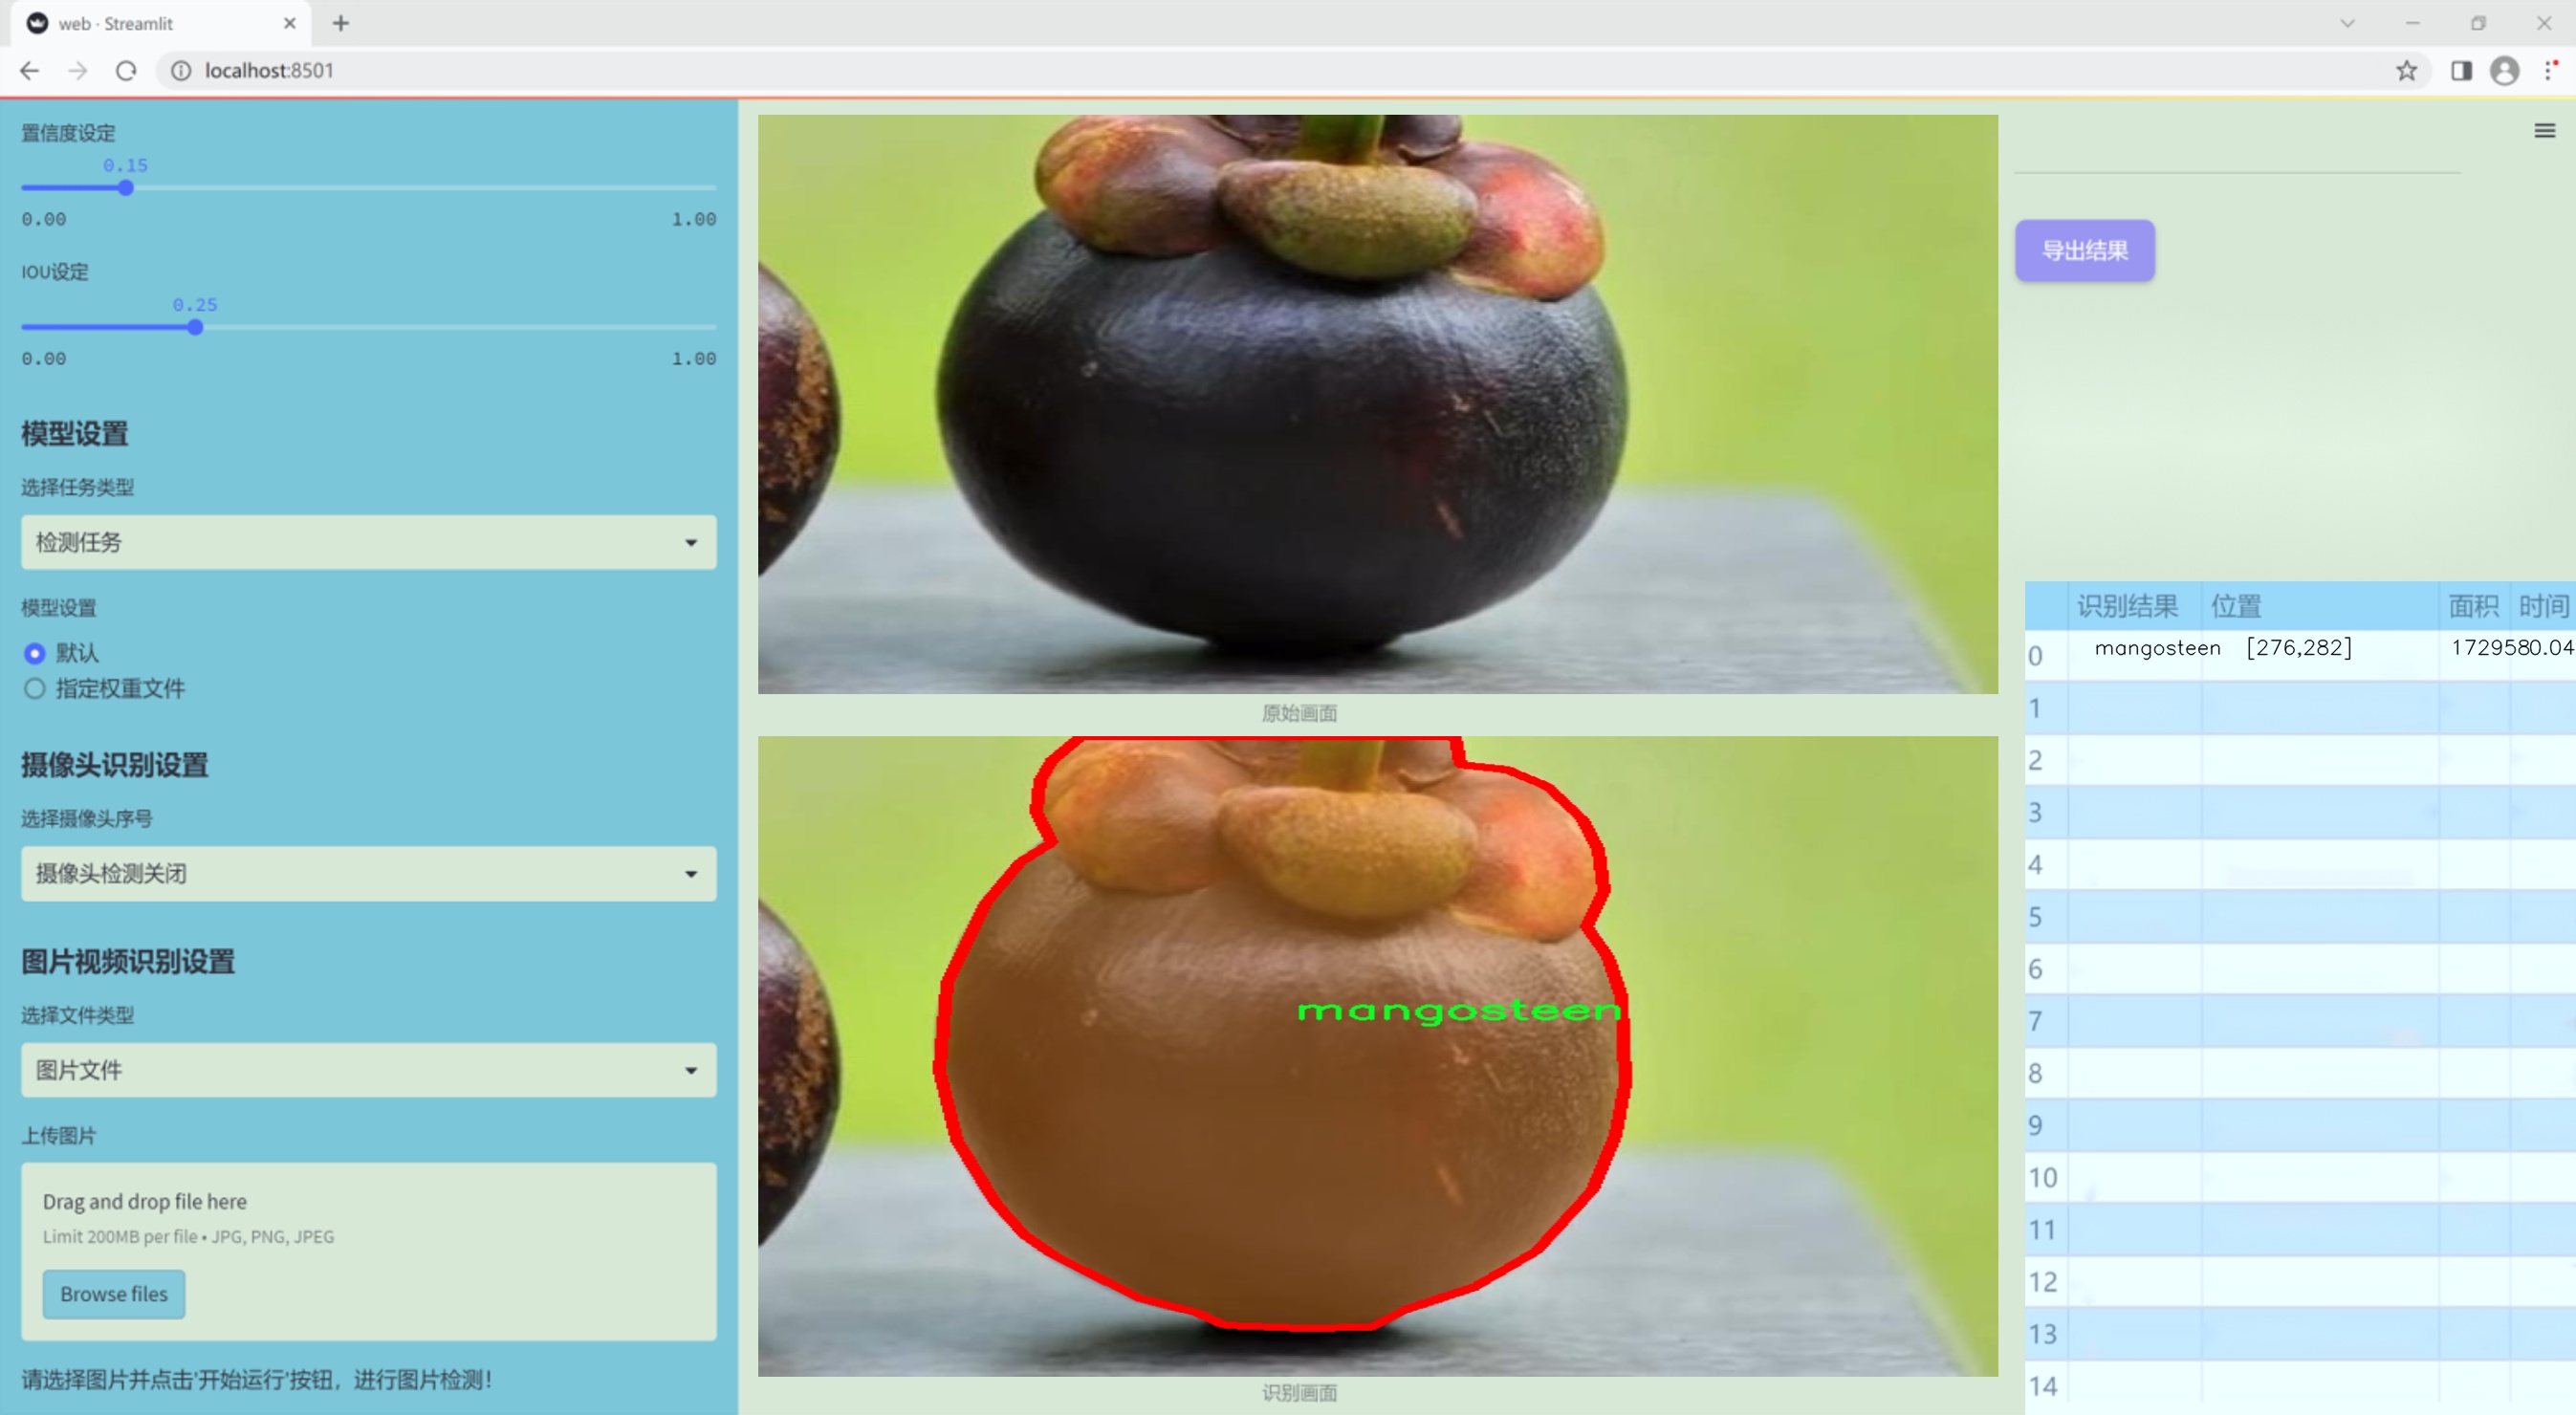 web · Streamlit
localhost:8501
置信度设定
0.15
0.00 1.00
IOU设定
0.25
0.00 1.00
模型设置
选择任务类型
检测任务
模型设置
默认
指定权重文件
摄像头识别设置
选择摄像头序号
摄像头检测关闭
图片视频识别设置
选择文件类型
图片文件
上传图片
Drag and drop file here
Limit 200MB per file • JPG, PNG, JPEG
Browse files
请选择图片并点击'开始运行'按钮，进行图片检测！
原始画面
mangosteen
识别画面
导出结果
识别结果 位置 面积 时间
0 mangosteen [276,282] 1729580.04
1
2
3
4
5
6
7
8
9
10
11
12
13
14